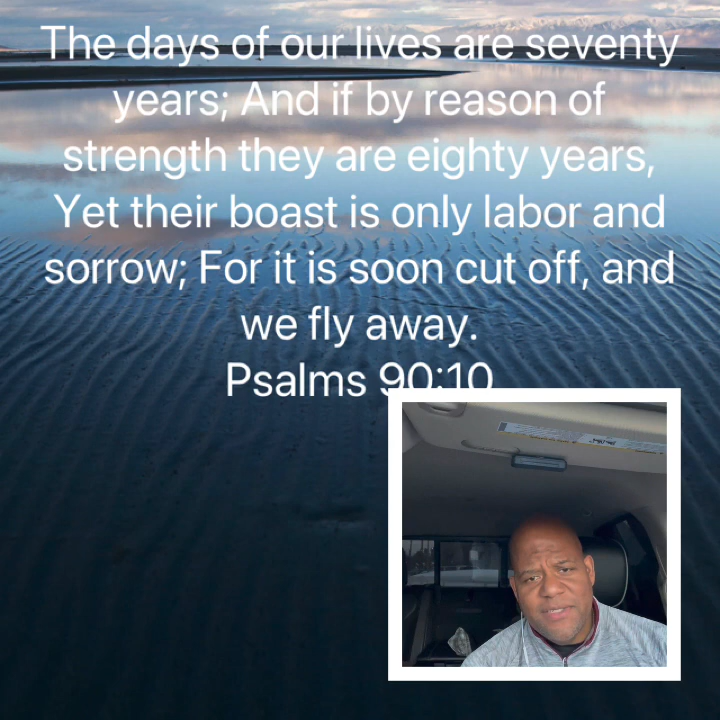 The days of our lives are seventy
years; And if by reason of
strength they are eighty years,
Yet their boast is only labor and
sorrow; For it is soon cut off, and
we fly away.
Psalms 90:10